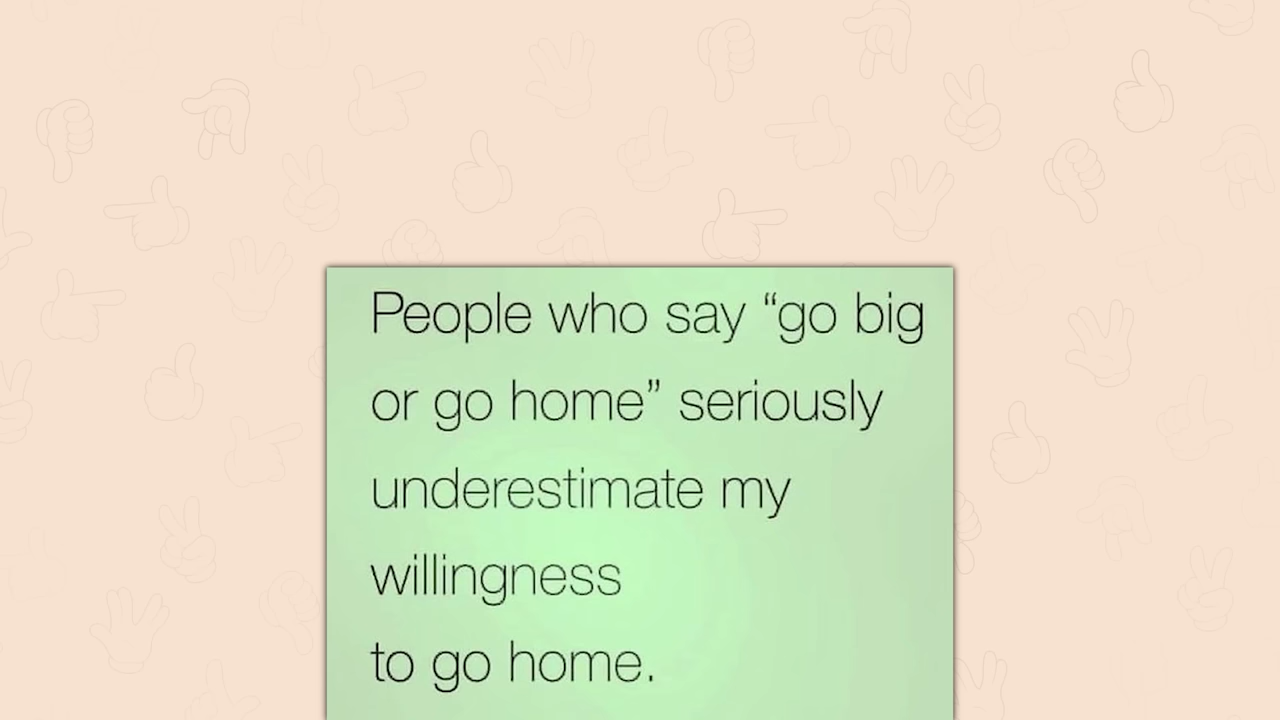 People who say “go big
or go home” seriously
underestimate my
willingness
to go home.